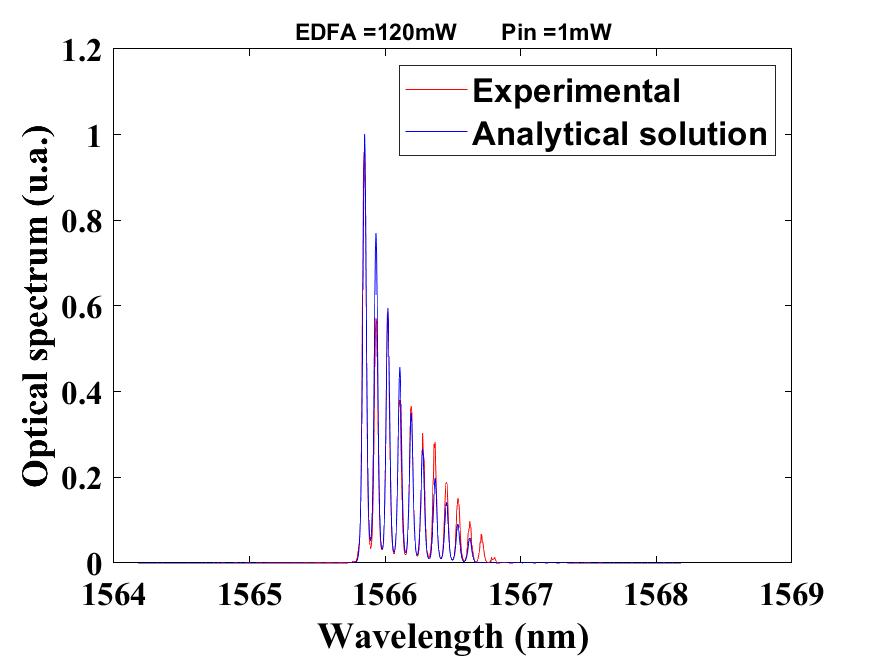 EDFA =120mW Pin =1mW
1.2
Experimental
Analytical solution
1
0.8
0.6
0.4
0.2
0
Optical spectrum (u.a.)
1564 1565 1566 1567 1568 1569
Wavelength (nm)